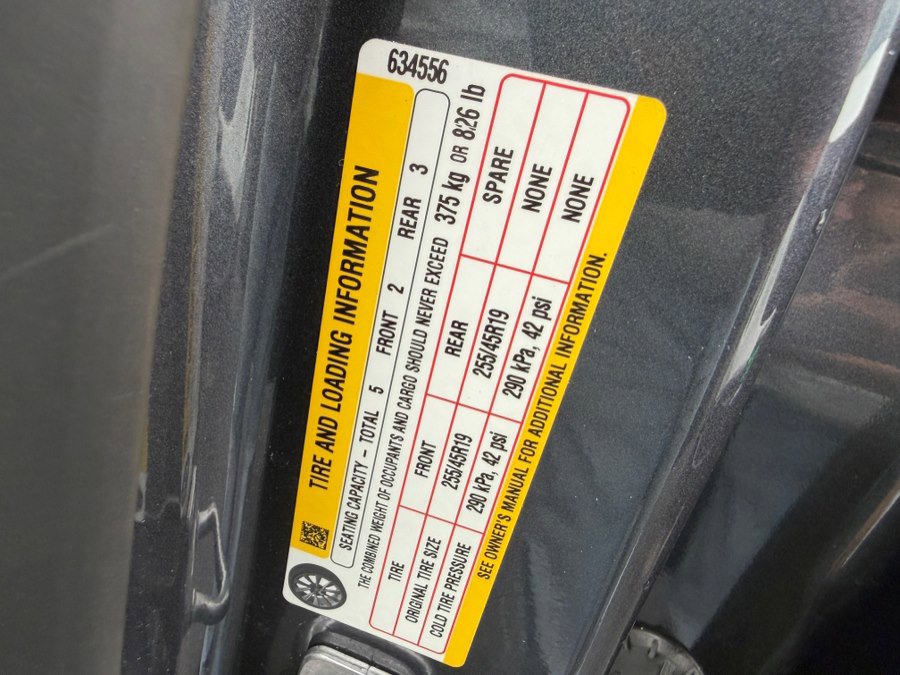 634556
TIRE AND LOADING INFORMATION
SEATING CAPACITY - TOTAL 5 FRONT 2 REAR 3
THE COMBINED WEIGHT OF OCCUPANTS AND CARGO SHOULD NEVER EXCEED 375 kg OR 826 lb
TIRE FRONT REAR SPARE
ORIGINAL TIRE SIZE 255/45R19 255/45R19 NONE
COLD TIRE PRESSURE 290 kPa, 42 psi 290 kPa, 42 psi NONE
SEE OWNER'S MANUAL FOR ADDITIONAL INFORMATION.